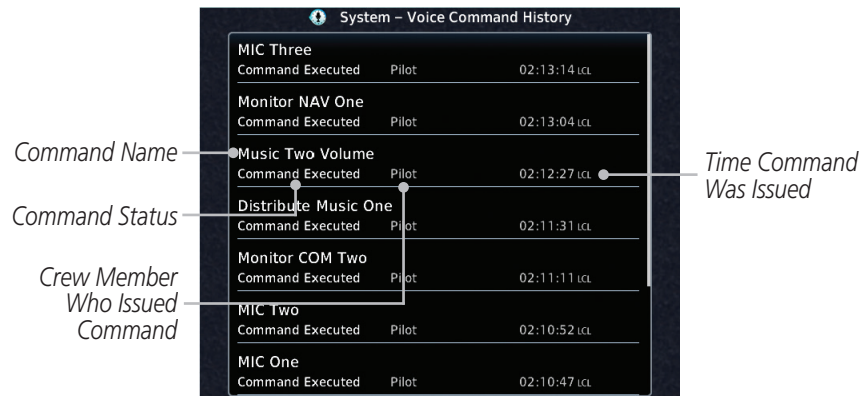 System – Voice Command History
MIC Three
Command Executed Pilot 02:13:14 LCL
Monitor NAV One
Command Executed Pilot 02:13:04 LCL
Command Name
Music Two Volume
Command Executed Pilot 02:12:27 LCL
Time Command
Was Issued
Command Status
Distribute Music One
Command Executed Pilot 02:11:31 LCL
Monitor COM Two
Command Executed Pilot 02:11:11 LCL
Crew Member
Who Issued
Command
MIC Two
Command Executed Pilot 02:10:52 LCL
MIC One
Command Executed Pilot 02:10:47 LCL